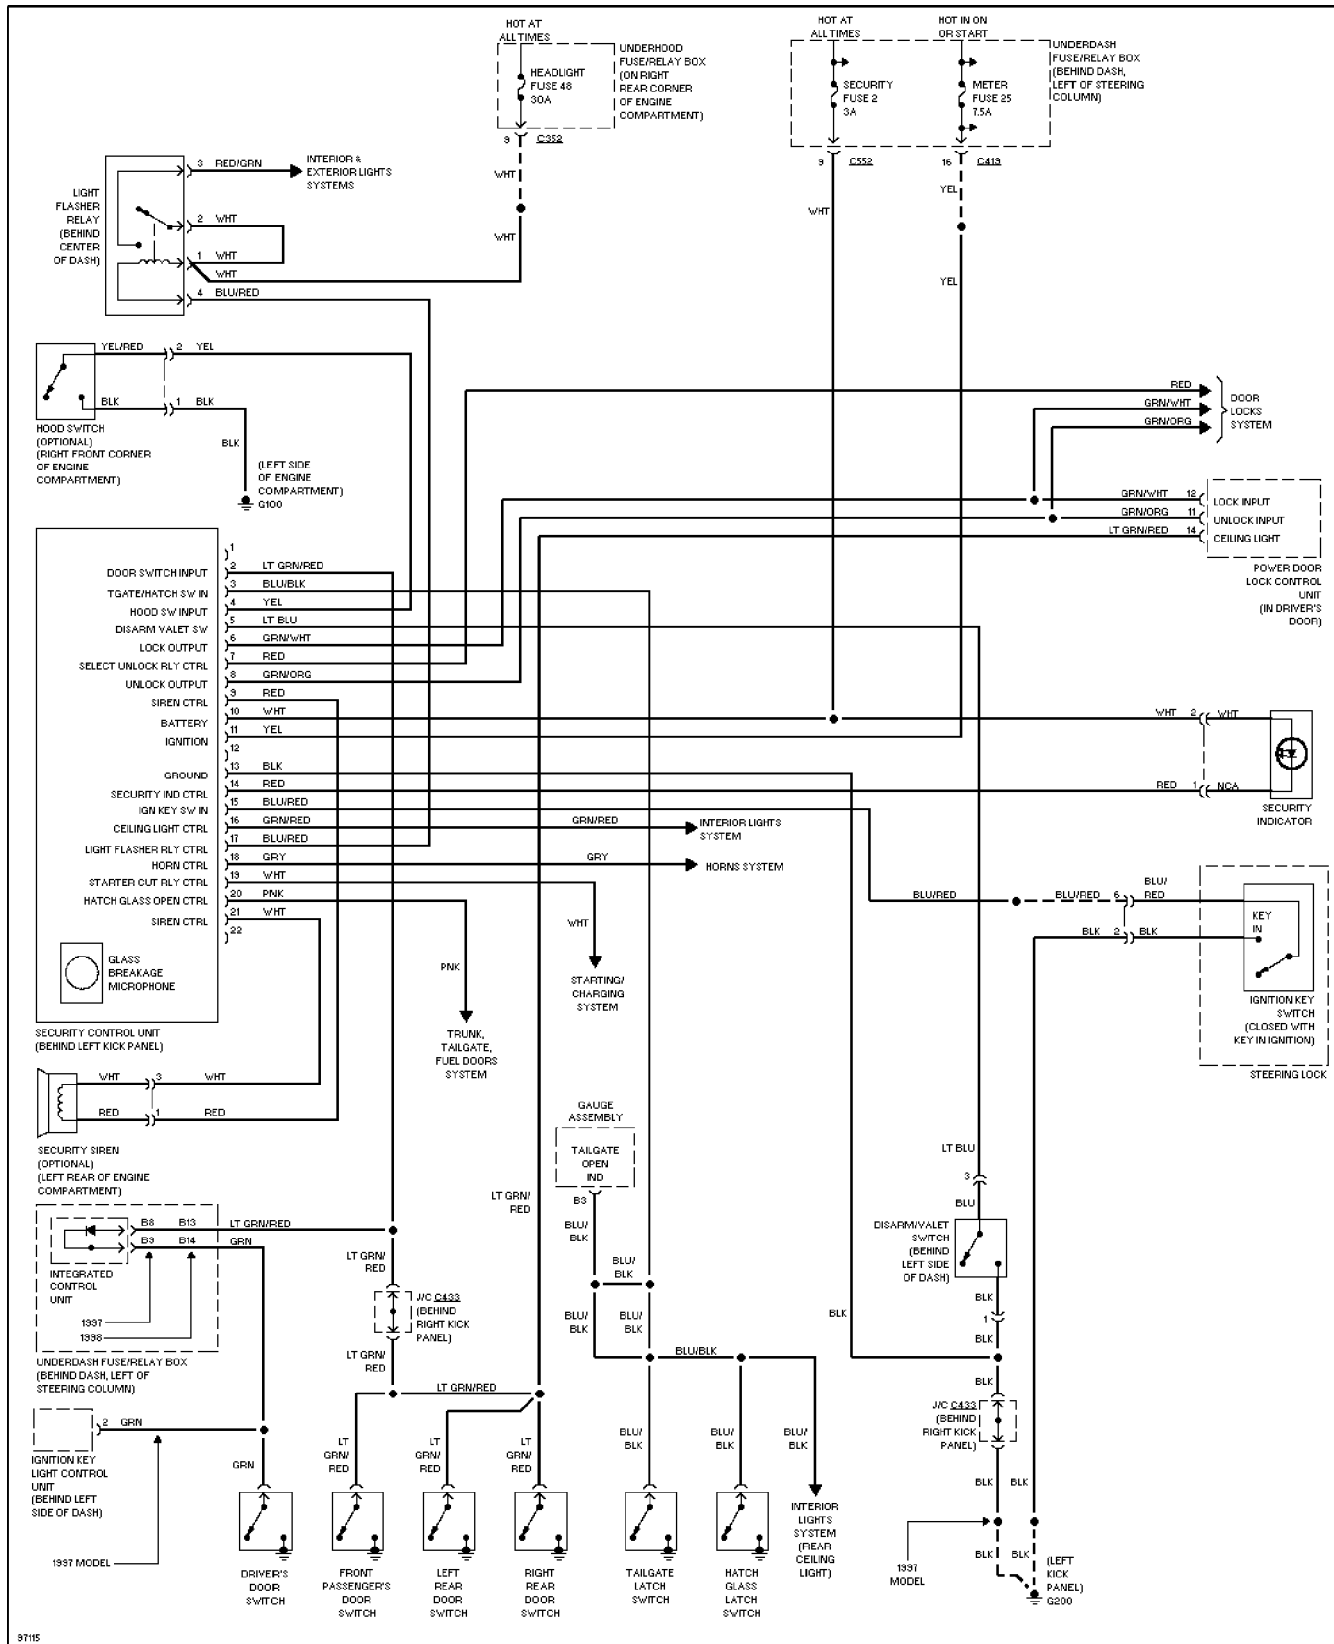 HOT AT
ALL TIMES
UNDERHOOD
FUSE/RELAY BOX
(ON RIGHT
REAR CORNER
OF ENGINE
COMPARTMENT)
HEADLIGHT
FUSE 48
30A
9 C352
WHT
WHT
HOT AT
ALL TIMES
HOT IN ON
OR START
UNDERDASH
FUSE/RELAY BOX
(BEHIND DASH,
LEFT OF STEERING
COLUMN)
SECURITY
FUSE 2
3A
METER
FUSE 25
7.5A
9 C552
16 C419
WHT
YEL
YEL
LIGHT
FLASHER
RELAY
(BEHIND
CENTER
OF DASH)
3 RED/GRN
INTERIOR &
EXTERIOR LIGHTS
SYSTEMS
2 WHT
1 WHT
WHT
4 BLU/RED
YEL/RED 2 YEL
BLK 1 BLK
BLK
HOOD SWITCH
(OPTIONAL)
(RIGHT FRONT CORNER
OF ENGINE
COMPARTMENT)
(LEFT SIDE
OF ENGINE
COMPARTMENT)
G100
RED
GRN/WHT
GRN/ORG
DOOR
LOCKS
SYSTEM
GRN/WHT 12 LOCK INPUT
GRN/ORG 11 UNLOCK INPUT
LT GRN/RED 14 CEILING LIGHT
POWER DOOR
LOCK CONTROL
UNIT
(IN DRIVER'S
DOOR)
1
DOOR SWITCH INPUT 2 LT GRN/RED
TGATE/HATCH SW IN 3 BLU/BLK
HOOD SW INPUT 4 YEL
DISARM VALET SW 5 LT BLU
LOCK OUTPUT 6 GRN/WHT
SELECT UNLOCK RLY CTRL 7 RED
UNLOCK OUTPUT 8 GRN/ORG
SIREN CTRL 9 RED
BATTERY 10 WHT
IGNITION 11 YEL
12
GROUND 13 BLK
SECURITY IND CTRL 14 RED
IGN KEY SW IN 15 BLU/RED
CEILING LIGHT CTRL 16 GRN/RED
LIGHT FLASHER RLY CTRL 17 BLU/RED
HORN CTRL 18 GRY
STARTER CUT RLY CTRL 19 WHT
HATCH GLASS OPEN CTRL 20 PNK
SIREN CTRL 21 WHT
22
GLASS
BREAKAGE
MICROPHONE
SECURITY CONTROL UNIT
(BEHIND LEFT KICK PANEL)
WHT 2 WHT
RED 1 NCA
SECURITY
INDICATOR
GRN/RED
INTERIOR LIGHTS
SYSTEM
GRY
HORNS SYSTEM
WHT
STARTING/
CHARGING
SYSTEM
PNK
TRUNK,
TAILGATE,
FUEL DOORS
SYSTEM
BLU/RED BLU/RED 6 BLU/
RED
BLK 2 BLK
KEY
IN
IGNITION KEY
SWITCH
(CLOSED WITH
KEY IN IGNITION)
STEERING LOCK
WHT 3 WHT
RED 1 RED
SECURITY SIREN
(OPTIONAL)
(LEFT REAR OF ENGINE
COMPARTMENT)
GAUGE
ASSEMBLY
TAILGATE
OPEN
IND
B3
BLU/
BLK
BLU/
BLK
BLU/
BLK
BLU/
BLK
BLU/BLK
LT GRN/
RED
LT BLU
3
BLU
DISARM/VALET
SWITCH
(BEHIND
LEFT SIDE
OF DASH)
BLK
1
BLK
BLK
BLK
B8 B13 LT GRN/RED
B9 B14 GRN
INTEGRATED
CONTROL
UNIT
1997
1998
UNDERDASH FUSE/RELAY BOX
(BEHIND DASH, LEFT OF
STEERING COLUMN)
LT GRN/
RED
J/C C433
(BEHIND
RIGHT KICK
PANEL)
LT GRN/
RED
LT GRN/RED
J/C C433
(BEHIND
RIGHT KICK
PANEL)
2 GRN
IGNITION KEY
LIGHT CONTROL
UNIT
(BEHIND LEFT
SIDE OF DASH)
1997 MODEL
GRN
LT
GRN/
RED
LT
GRN/
RED
LT
GRN/
RED
BLU/
BLK
BLU/
BLK
BLU/
BLK
BLK
BLK
BLK
BLK
1997
MODEL
(LEFT
KICK
PANEL)
G200
DRIVER'S
DOOR
SWITCH
FRONT
PASSENGER'S
DOOR
SWITCH
LEFT
REAR
DOOR
SWITCH
RIGHT
REAR
DOOR
SWITCH
TAILGATE
LATCH
SWITCH
HATCH
GLASS
LATCH
SWITCH
INTERIOR
LIGHTS
SYSTEM
(REAR
CEILING
LIGHT)
97115